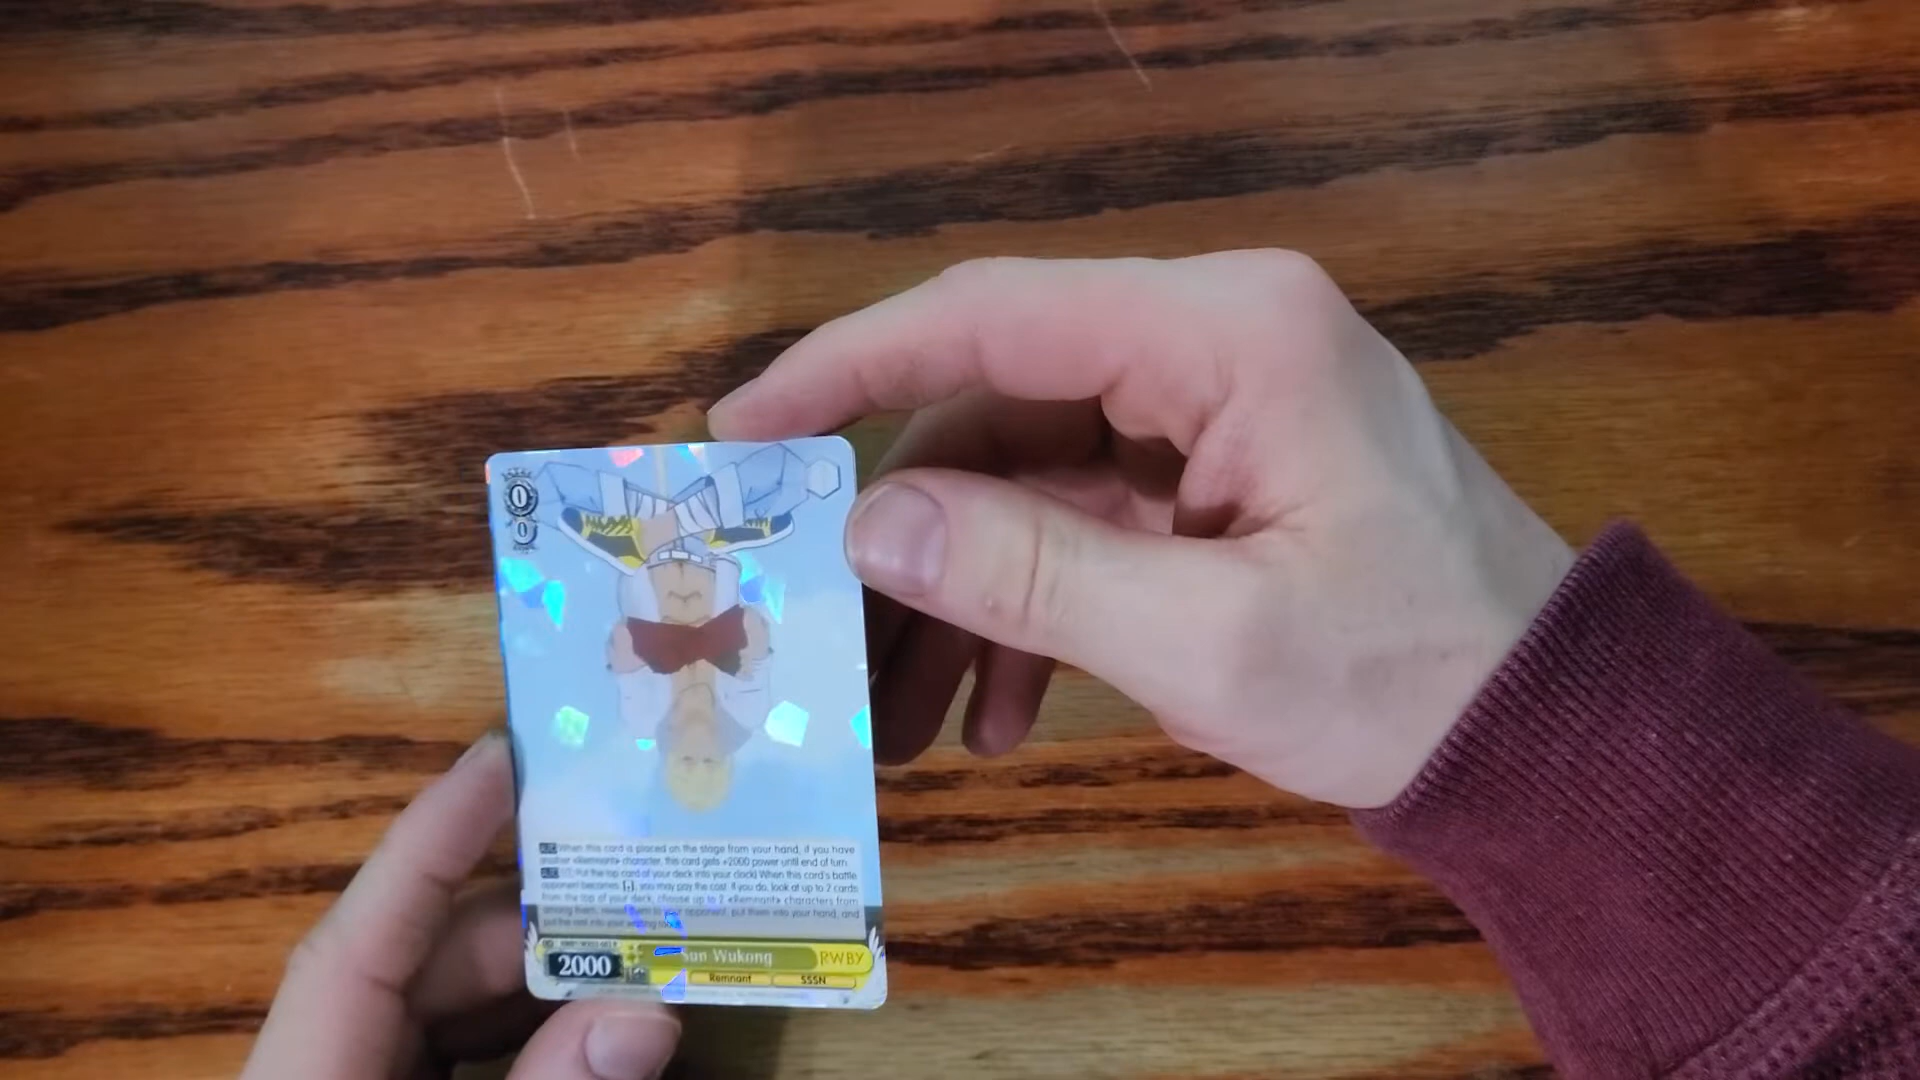 0
0
AUTO When this card is placed on the stage from your hand, if you have
another «Remnant» character, this card gets +2000 power until end of turn.
AUTO Put the top card of your deck into your clock) When this card's battle
opponent becomes , you may pay the cost. If you do, look at up to 2 cards
from the top of your deck, choose up to 2 «Remnant» characters from
among them, reveal them to your opponent, put them into your hand, and
put the rest into your waiting room.
2000 Sun Wukong RWBY
Remnant SSSN